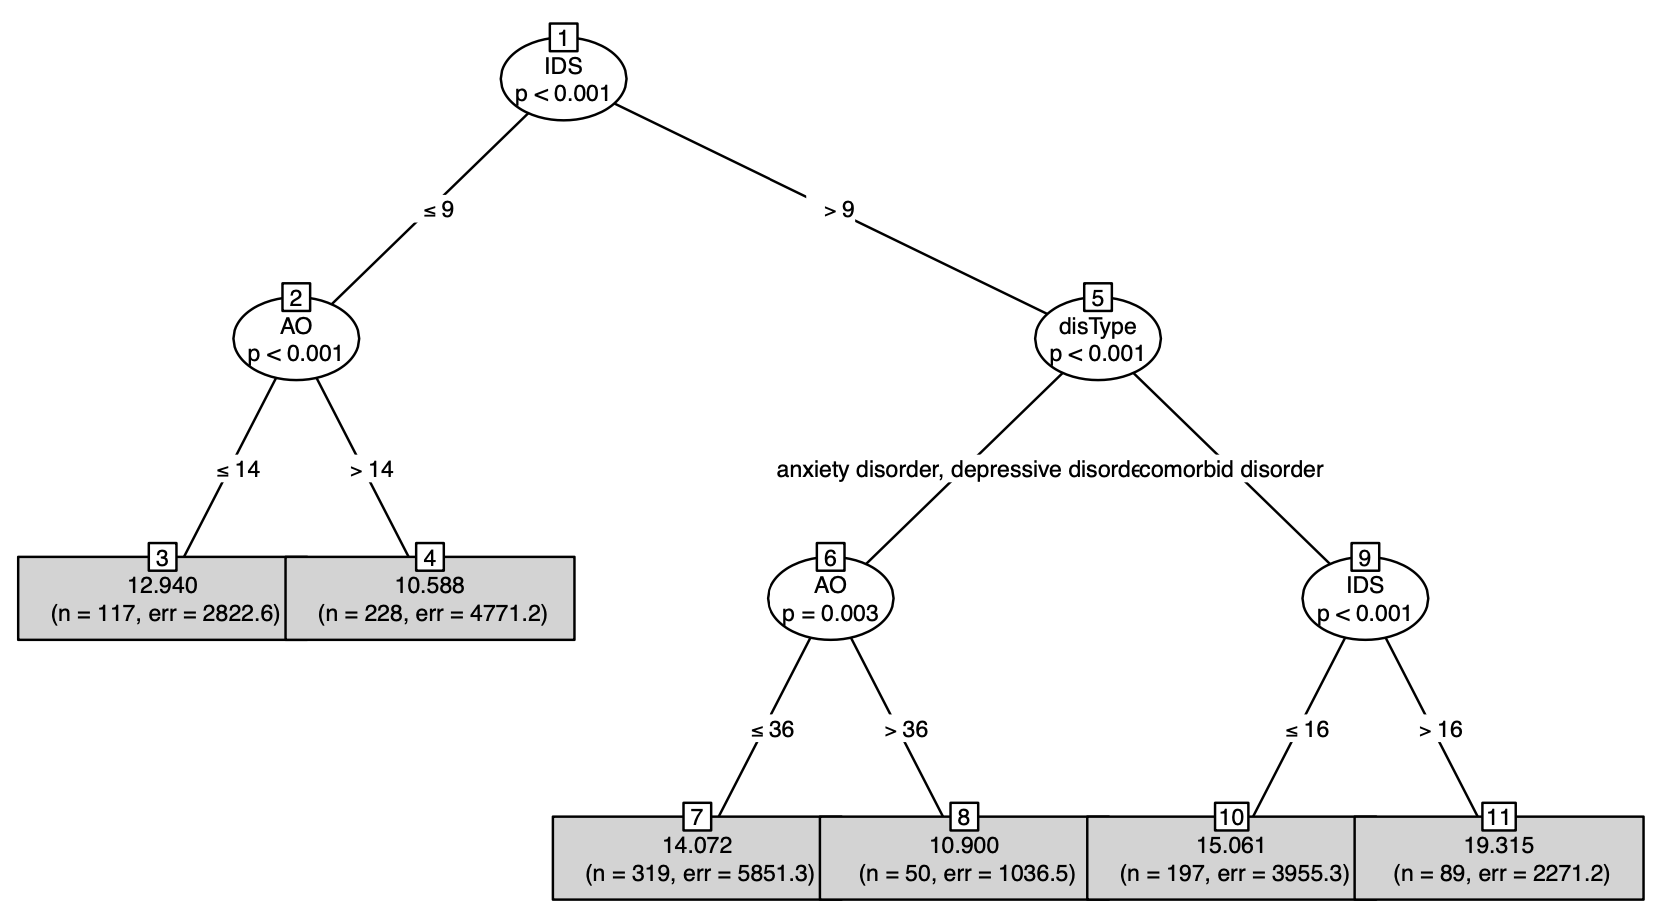 1
IDS
p < 0.001
≤ 9
> 9
2
AO
p < 0.001
5
disType
p < 0.001
≤ 14
> 14
anxiety disorder, depressive disorde
comorbid disorder
3
12.940
(n = 117, err = 2822.6)
4
10.588
(n = 228, err = 4771.2)
6
AO
p = 0.003
9
IDS
p < 0.001
≤ 36
> 36
≤ 16
> 16
7
14.072
(n = 319, err = 5851.3)
8
10.900
(n = 50, err = 1036.5)
10
15.061
(n = 197, err = 3955.3)
11
19.315
(n = 89, err = 2271.2)